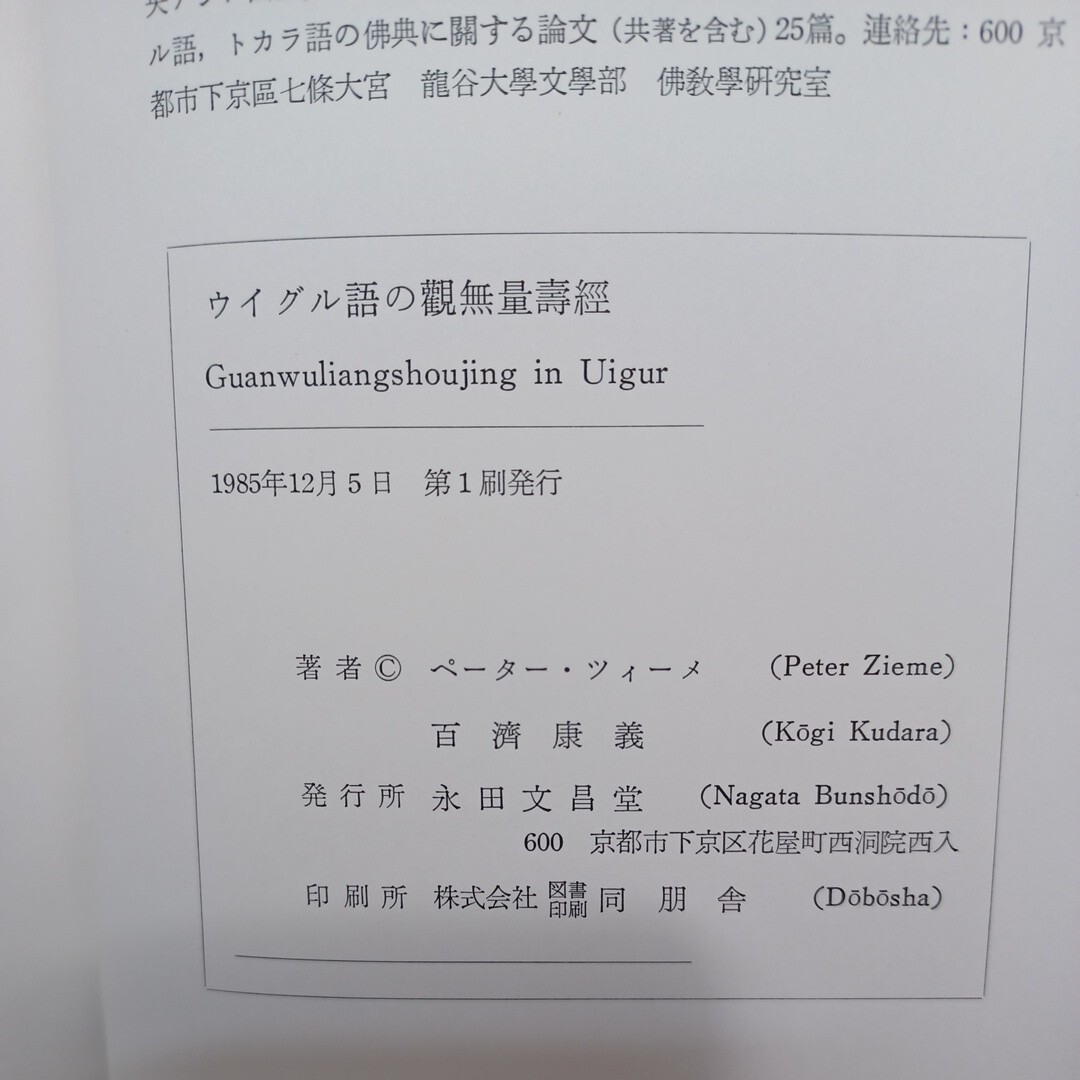 ル語，トカラ語の佛典に關する論文（共著を含む）25篇。連絡先：600 京
都市下京區七條大宮　龍谷大學文學部　佛敎學研究室
ウイグル語の觀無量壽經
Guanwuliangshoujing in Uigur
1985年12月5日　第1刷発行
著者Ⓒ ペーター・ツィーメ (Peter Zieme)
百濟康義 (Kōgi Kudara)
発行所 永田文昌堂 (Nagata Bunshōdō)
600 京都市下京区花屋町西洞院西入
印刷所 株式会社 図書印刷 同朋舎 (Dōbōsha)